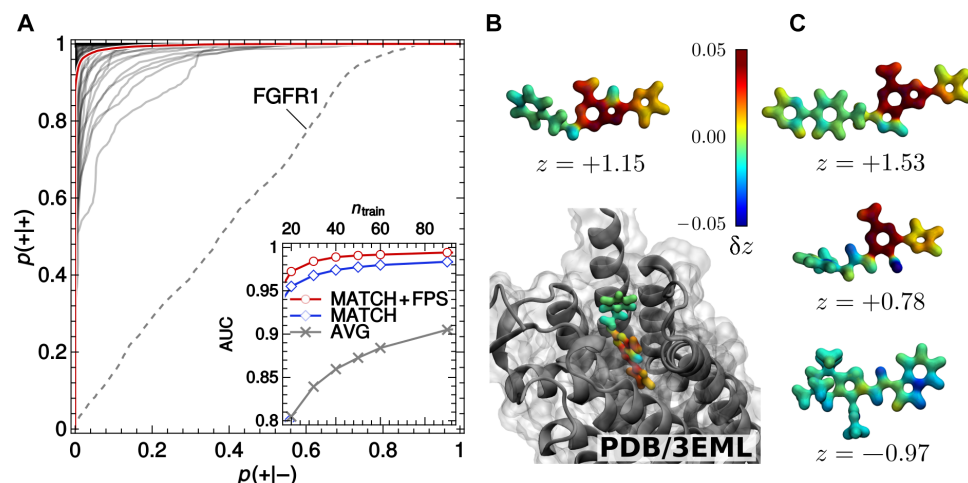 A
B
C
1
0.8
0.6
0.4
0.2
0
p(+|+)
0
0.2
0.4
0.6
0.8
1
p(+|−)
FGFR1
n_train
20
40
60
80
1
0.95
0.9
0.85
0.8
AUC
MATCH+FPS
MATCH
AVG
z = +1.15
0.05
0.00
−0.05
δz
PDB/3EML
z = +1.53
z = +0.78
z = −0.97